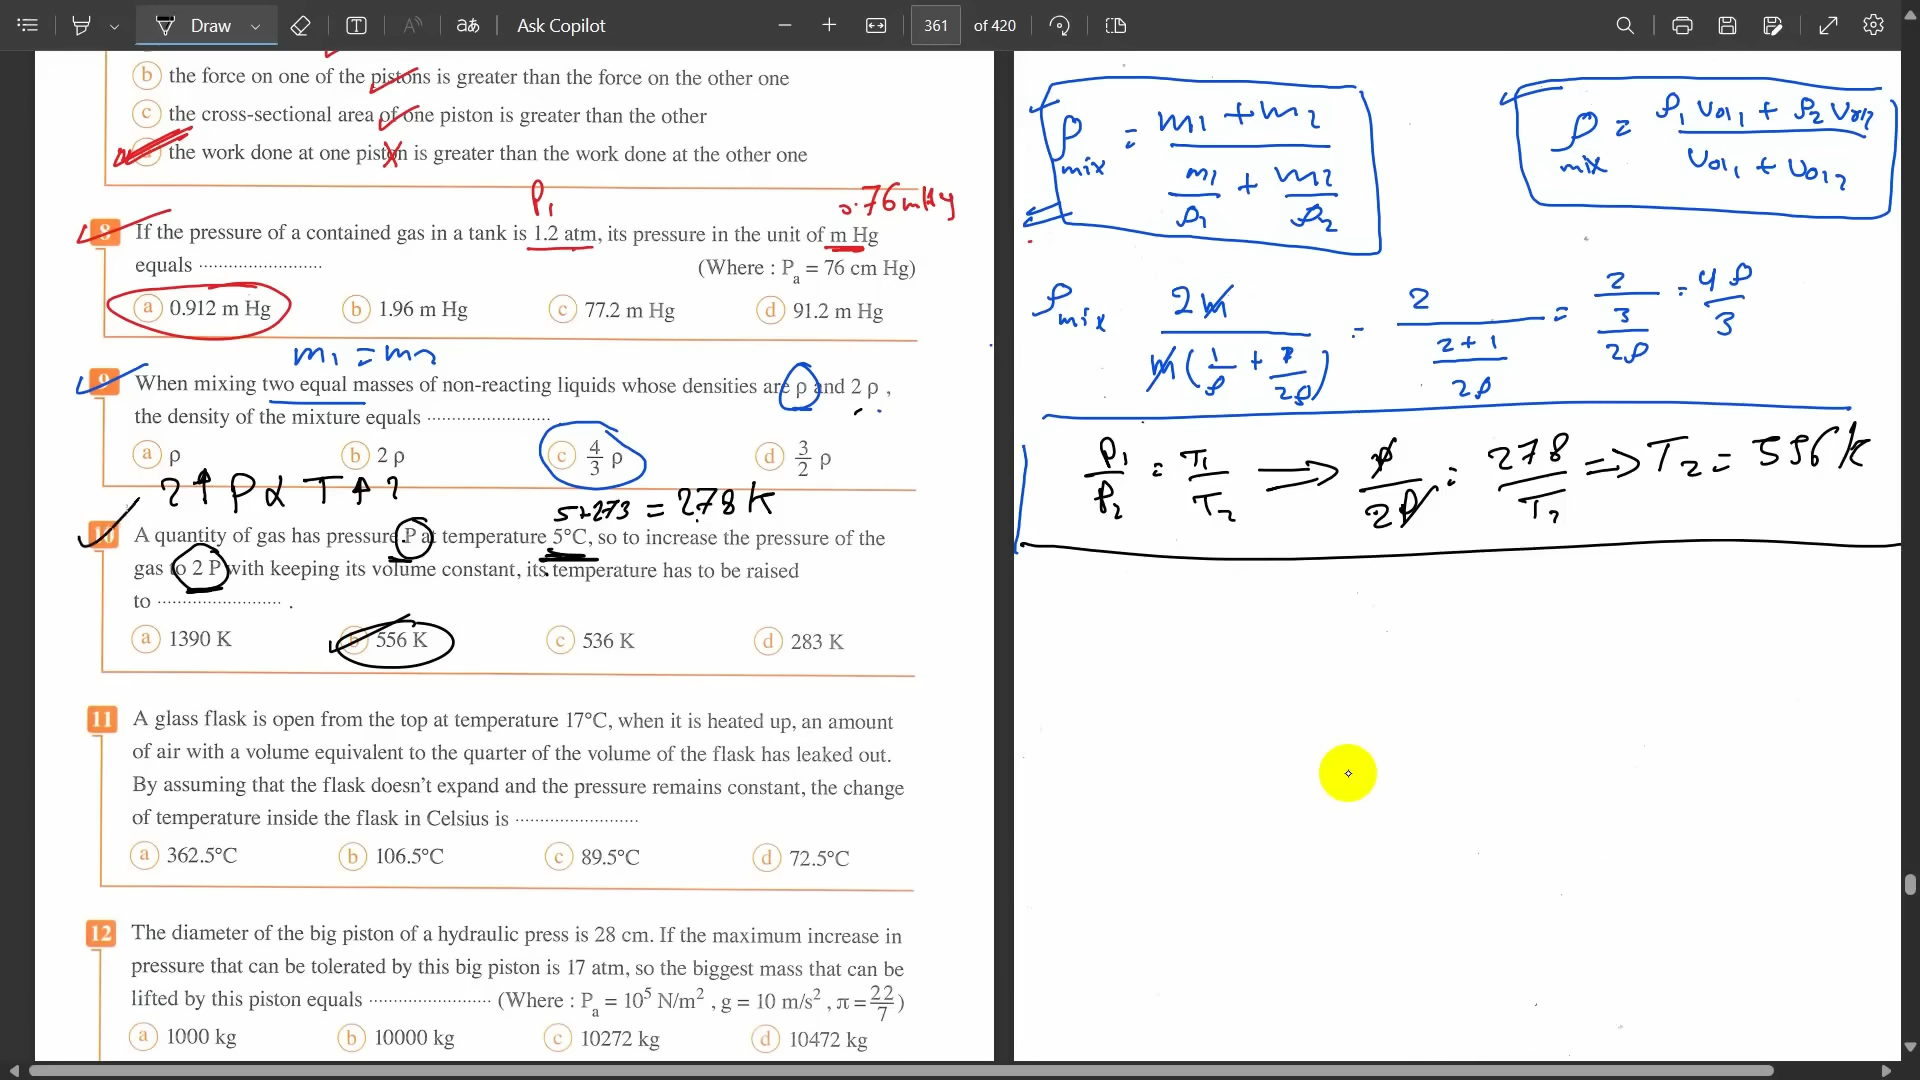 Draw
aあ
Ask Copilot
361 of 420
b the force on one of the pistons is greater than the force on the other one
c the cross-sectional area of one piston is greater than the other
the work done at one piston is greater than the work done at the other one
P₁
0.76 mHg
8 If the pressure of a contained gas in a tank is 1.2 atm, its pressure in the unit of m Hg
equals ........................ (Where : Pₐ = 76 cm Hg)
a 0.912 m Hg b 1.96 m Hg c 77.2 m Hg d 91.2 m Hg
m₁ = m₂
9 When mixing two equal masses of non-reacting liquids whose densities are ρ and 2 ρ ,
the density of the mixture equals ........................
a ρ b 2 ρ c 4/3 ρ d 3/2 ρ
2↑ P α T↑ 2
5+273 = 278 K
10 A quantity of gas has pressure P at temperature 5°C, so to increase the pressure of the
gas to 2 P with keeping its volume constant, its temperature has to be raised
to ........................ .
a 1390 K b 556 K c 536 K d 283 K
11 A glass flask is open from the top at temperature 17°C, when it is heated up, an amount
of air with a volume equivalent to the quarter of the volume of the flask has leaked out.
By assuming that the flask doesn't expand and the pressure remains constant, the change
of temperature inside the flask in Celsius is ........................
a 362.5°C b 106.5°C c 89.5°C d 72.5°C
12 The diameter of the big piston of a hydraulic press is 28 cm. If the maximum increase in
pressure that can be tolerated by this big piston is 17 atm, so the biggest mass that can be
lifted by this piston equals ........................ (Where : Pₐ = 10⁵ N/m² , g = 10 m/s² , π = 22/7)
a 1000 kg b 10000 kg c 10272 kg d 10472 kg
ρ mix = (m₁ + m₂) / (m₁/ρ₁ + m₂/ρ₂)
ρ mix = (ρ₁ Vol₁ + ρ₂ Vol₂) / (Vol₁ + Vol₂)
ρ mix 2m / m(1/ρ + 1/2ρ) = 2 / ((2+1)/2ρ) = 2 / (3/2ρ) = 4ρ/3
P₁/P₂ = T₁/T₂ ⟹ P/2P = 278/T₂ ⟹ T₂ = 556 K